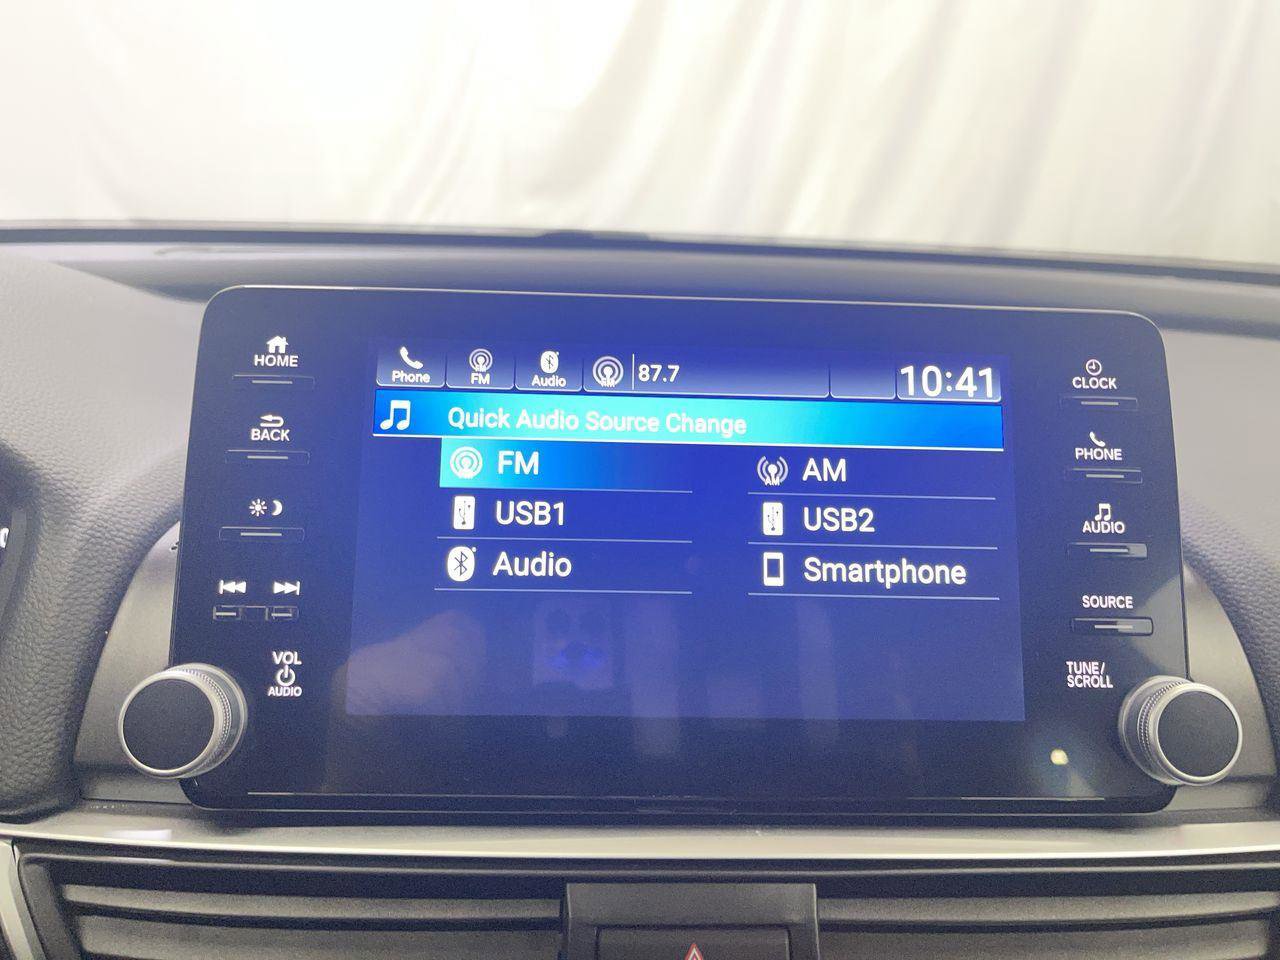 HOME
BACK
VOL
AUDIO
Phone
FM
Audio
87.7
10:41
Quick Audio Source Change
FM
AM
USB1
USB2
Audio
Smartphone
CLOCK
PHONE
AUDIO
SOURCE
TUNE/
SCROLL